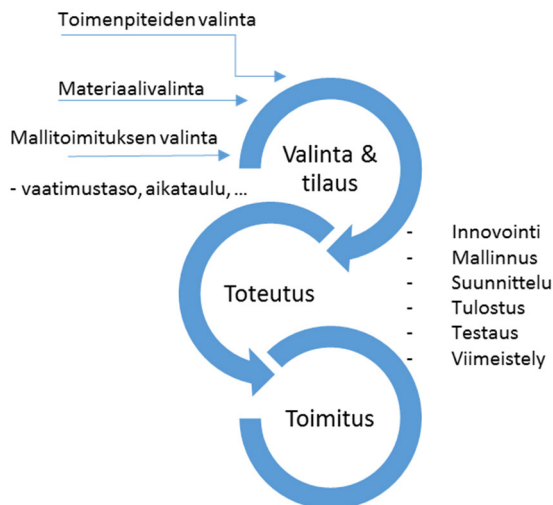 Toimenpiteiden valinta
Materiaalivalinta
Mallitoimituksen valinta
- vaatimustaso, aikataulu, ...
Valinta &
tilaus
Toteutus
- Innovointi
- Mallinnus
- Suunnittelu
- Tulostus
- Testaus
- Viimeistely
Toimitus